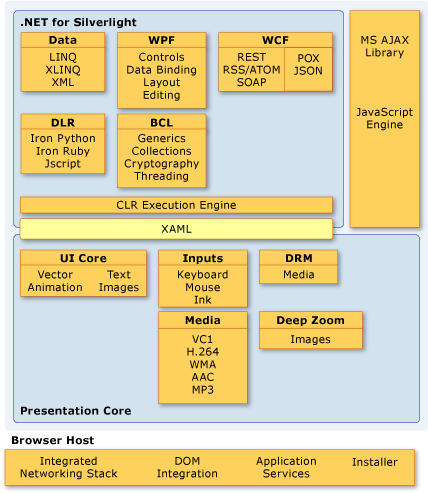 .NET for Silverlight
Data
LINQ
XLINQ
XML
WPF
Controls
Data Binding
Layout
Editing
WCF
REST
RSS/ATOM
SOAP
POX
JSON
MS AJAX
Library
JavaScript
Engine
DLR
Iron Python
Iron Ruby
Jscript
BCL
Generics
Collections
Cryptography
Threading
CLR Execution Engine
XAML
UI Core
Vector Text
Animation Images
Inputs
Keyboard
Mouse
Ink
DRM
Media
Media
VC1
H.264
WMA
AAC
MP3
Deep Zoom
Images
Presentation Core
Browser Host
Integrated
Networking Stack
DOM
Integration
Application
Services
Installer